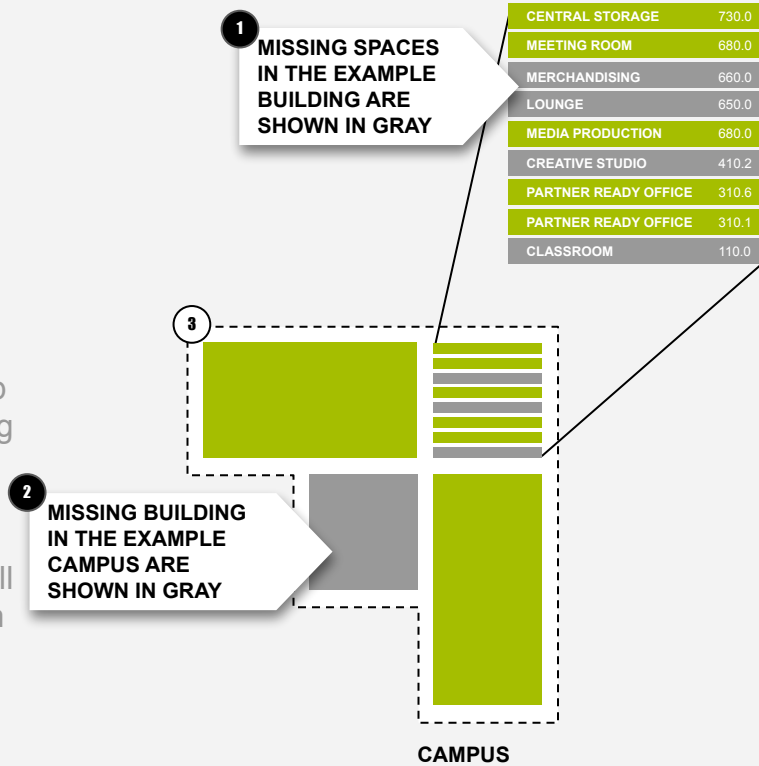 1
MISSING SPACES
IN THE EXAMPLE
BUILDING ARE
SHOWN IN GRAY
CENTRAL STORAGE 730.0
MEETING ROOM 680.0
MERCHANDISING 660.0
LOUNGE 650.0
MEDIA PRODUCTION 680.0
CREATIVE STUDIO 410.2
PARTNER READY OFFICE 310.6
PARTNER READY OFFICE 310.1
CLASSROOM 110.0
3
2
MISSING BUILDING
IN THE EXAMPLE
CAMPUS ARE
SHOWN IN GRAY
CAMPUS